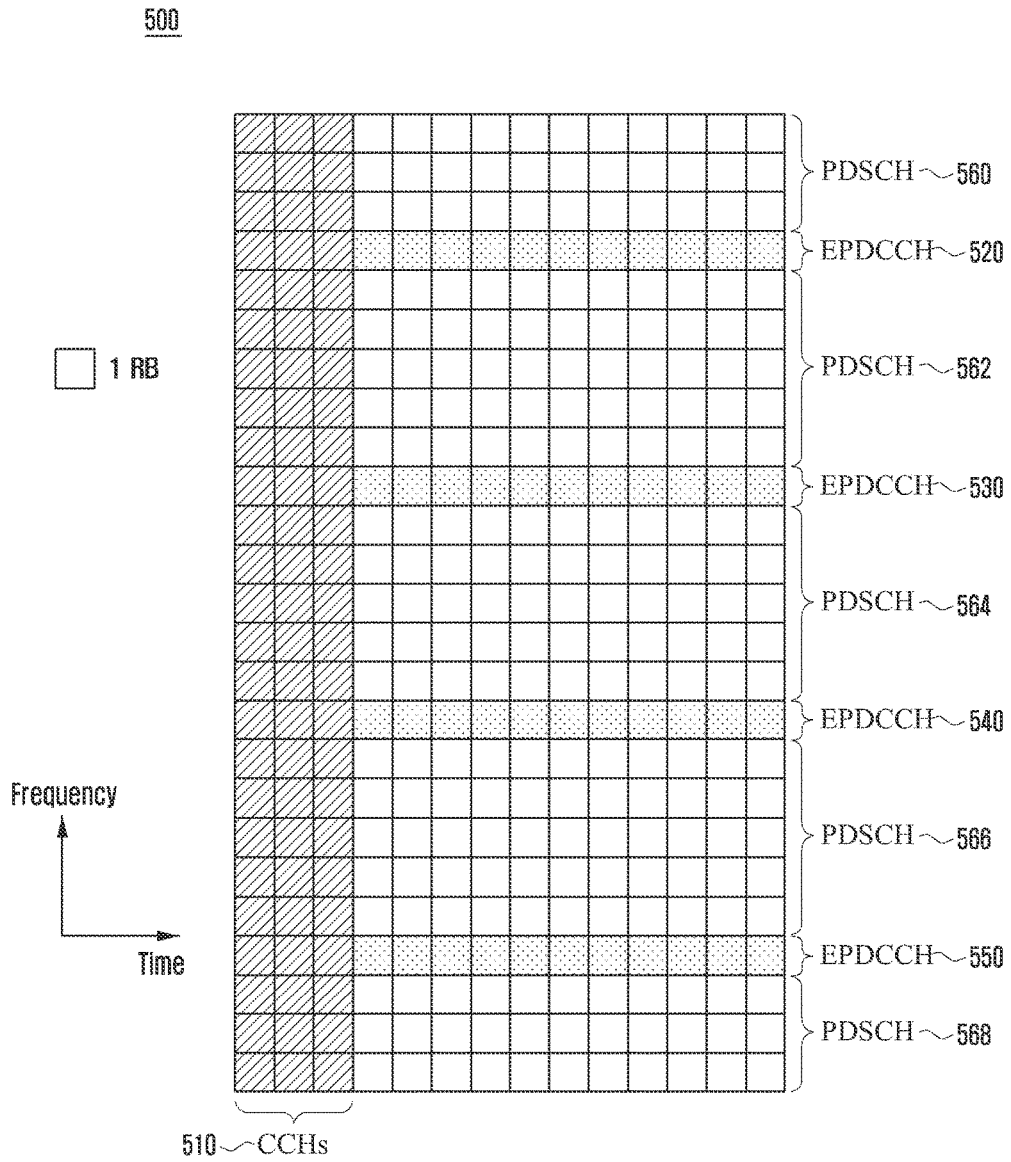 500
PDSCH 560
EPDCCH 520
1 RB
PDSCH 562
EPDCCH 530
PDSCH 564
EPDCCH 540
Frequency
PDSCH 566
Time
EPDCCH 550
PDSCH 568
510 CCHs